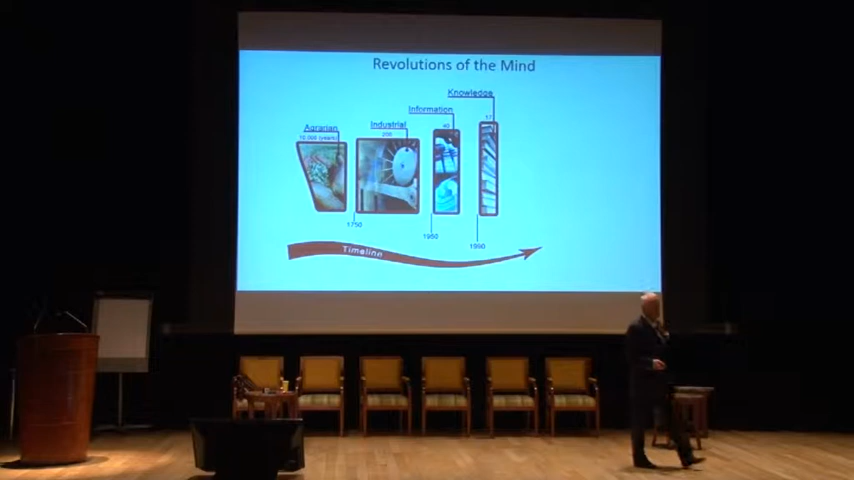 Revolutions of the Mind
Knowledge
Information
Agrarian
Industrial
10,000 (years)
200
40
1750
1950
1990
Timeline